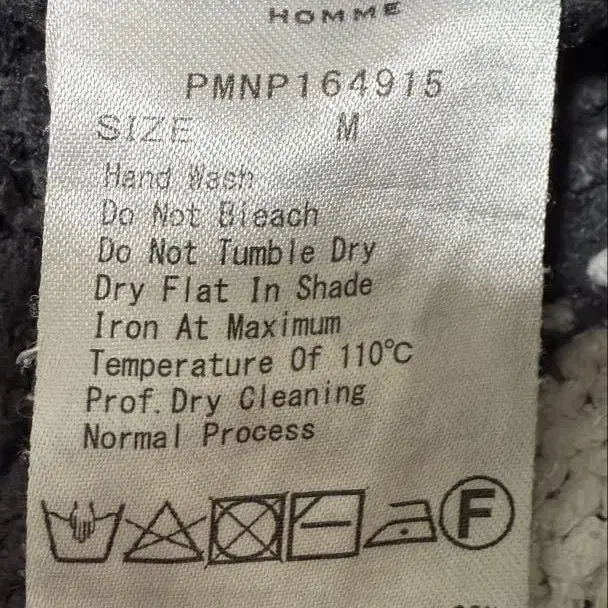 HOMME
PMNP164915
SIZE M
Hand Wash
Do Not Bleach
Do Not Tumble Dry
Dry Flat In Shade
Iron At Maximum
Temperature Of 110℃
Prof. Dry Cleaning
Normal Process
F